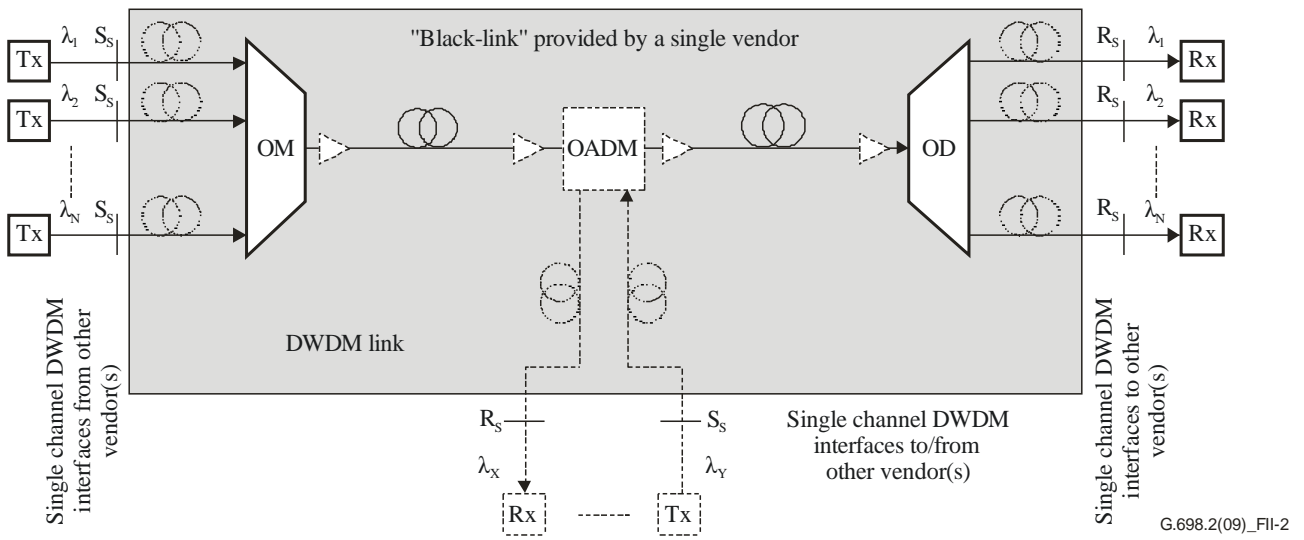 "Black-link" provided by a single vendor
λ1 SS
Tx
λ2 SS
Tx
λN SS
Tx
OM
OADM
OD
RS λ1
Rx
RS λ2
Rx
RS λN
Rx
DWDM link
Single channel DWDM
interfaces from other
vendor(s)
RS
SS
λX
λY
Rx
Tx
Single channel DWDM
interfaces to/from
other vendor(s)
Single channel DWDM
interfaces to other
vendor(s)
G.698.2(09)_FII-2